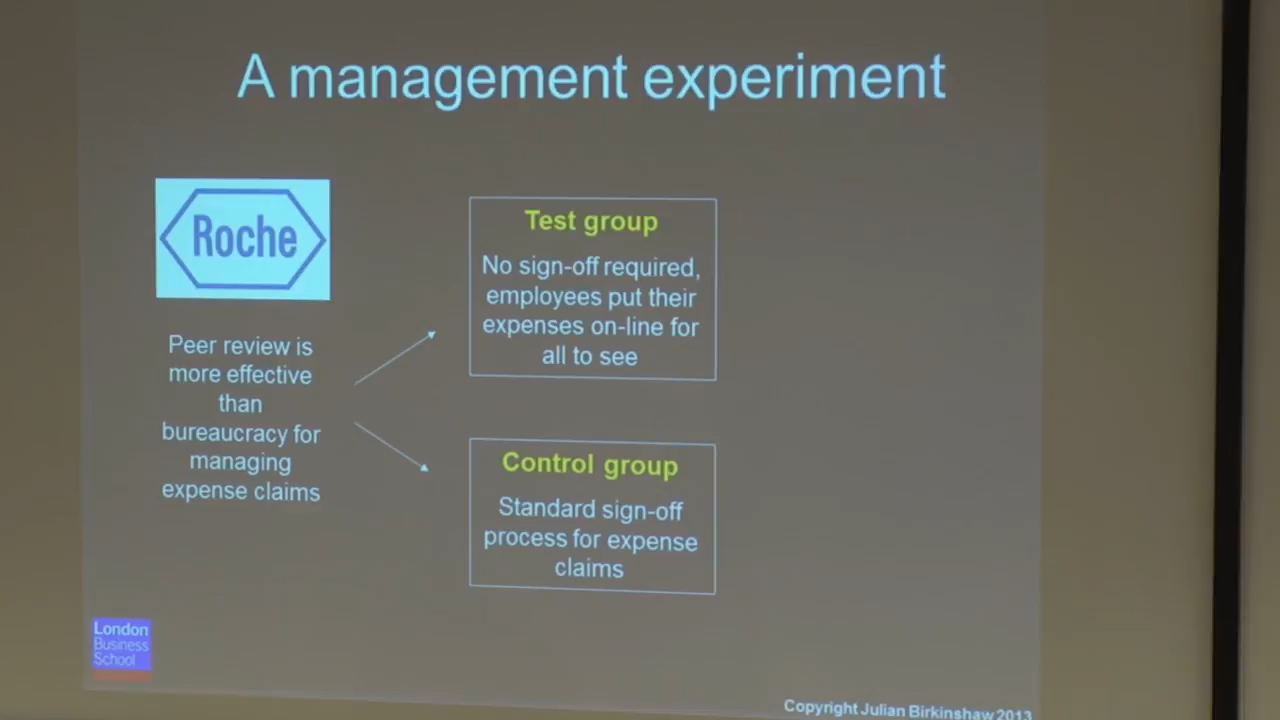 A management experiment
Roche
Peer review is
more effective
than
bureaucracy for
managing
expense claims
Test group
No sign-off required,
employees put their
expenses on-line for
all to see
Control group
Standard sign-off
process for expense
claims
London
Business
School
Copyright Julian Birkinshaw 2013